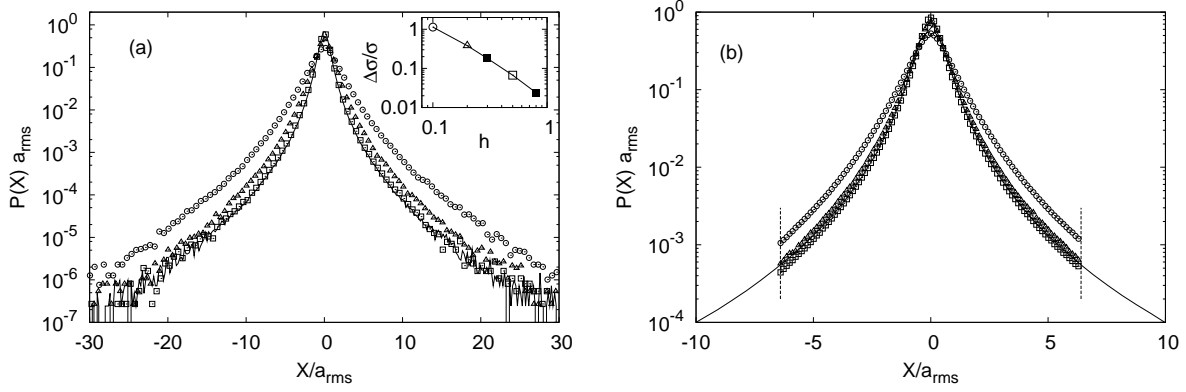 (a)
P(X) a_rms
10^0
10^-1
10^-2
10^-3
10^-4
10^-5
10^-6
10^-7
-30 -20 -10 0 10 20 30
X/a_rms
Δσ/σ
1
0.1
0.01
0.1 1
h
(b)
P(X) a_rms
10^0
10^-1
10^-2
10^-3
10^-4
-10 -5 0 5 10
X/a_rms